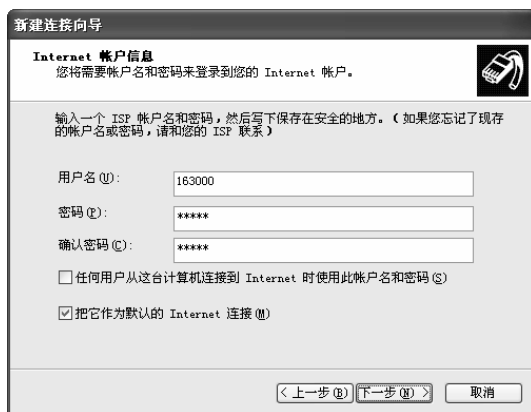 新建连接向导
Internet 帐户信息
您将需要帐户名和密码来登录到您的 Internet 帐户。
输入一个 ISP 帐户名和密码，然后写下保存在安全的地方。（如果您忘记了现存
的帐户名或密码，请和您的 ISP 联系）
用户名(U)： 163000
密码(P)： *****
确认密码(C)： *****
任何用户从这台计算机连接到 Internet 时使用此帐户名和密码(S)
把它作为默认的 Internet 连接(M)
< 上一步(B) 下一步(N) > 取消